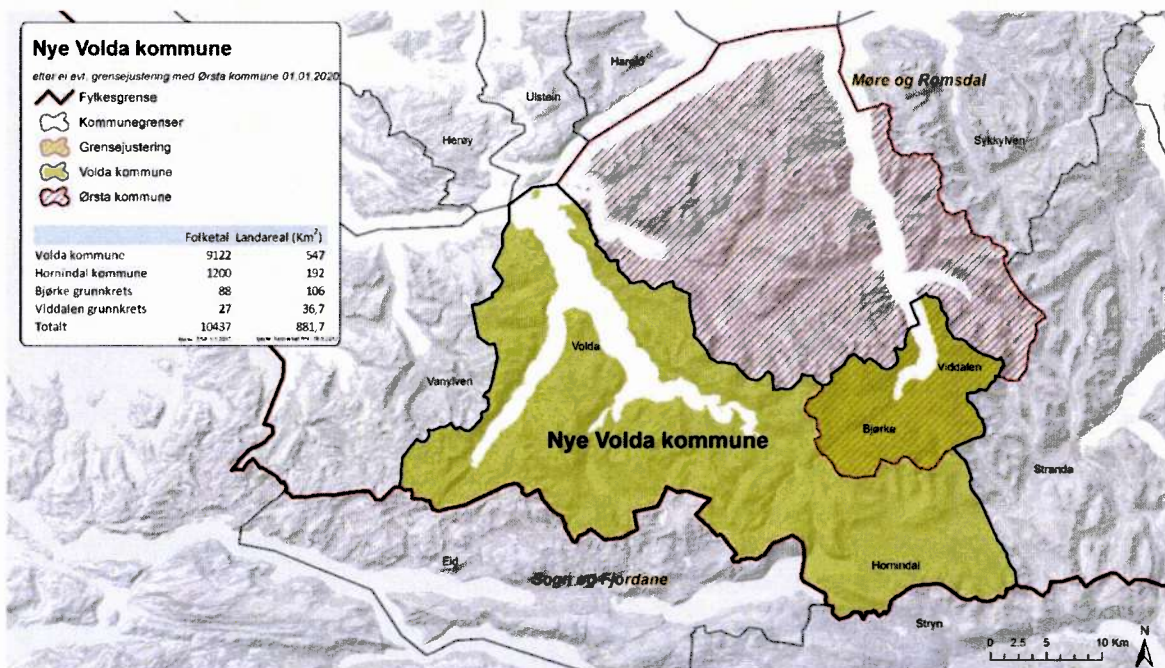 Nye Volda kommune
etter ei evt. grensejustering med Ørsta kommune 01.01.2020
Fylkesgrense
Kommunegrenser
Grensejustering
Volda kommune
Ørsta kommune
Folketal Landareal (Km²)
Volda kommune 9122 547
Hornindal kommune 1200 192
Bjørke grunnkrets 88 106
Viddalen grunnkrets 27 36,7
Totalt 10437 881,7
Hareid
Ulstein
Herøy
Møre og Romsdal
Sykkylven
Volda
Vanylven
Viddalen
Bjørke
Nye Volda kommune
Stranda
Eid
Sogn og Fjordane
Hornindal
Stryn
N
0 2.5 5 10 Km